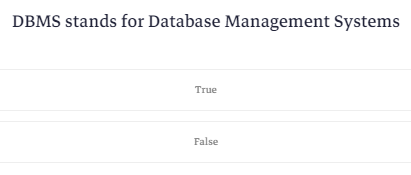 DBMS stands for Database Management Systems
True
False